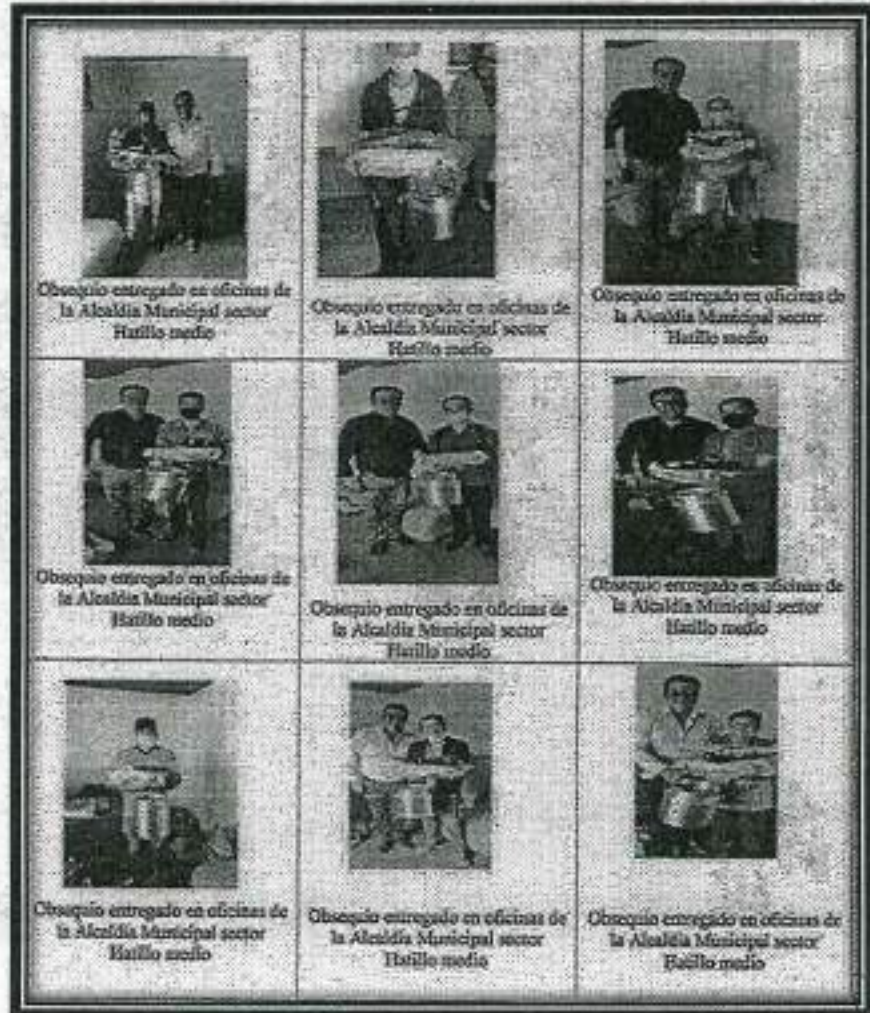 Obsequio entregado en oficinas de
la Alcaldía Municipal sector
Hatillo medio
Obsequio entregado en oficinas de
la Alcaldía Municipal sector
Hatillo medio
Obsequio entregado en oficinas de
la Alcaldía Municipal sector
Hatillo medio
Obsequio entregado en oficinas de
la Alcaldía Municipal sector
Hatillo medio
Obsequio entregado en oficinas de
la Alcaldía Municipal sector
Hatillo medio
Obsequio entregado en oficinas de
la Alcaldía Municipal sector
Hatillo medio
Obsequio entregado en oficinas de
la Alcaldía Municipal sector
Hatillo medio
Obsequio entregado en oficinas de
la Alcaldía Municipal sector
Hatillo medio
Obsequio entregado en oficinas de
la Alcaldía Municipal sector
Hatillo medio